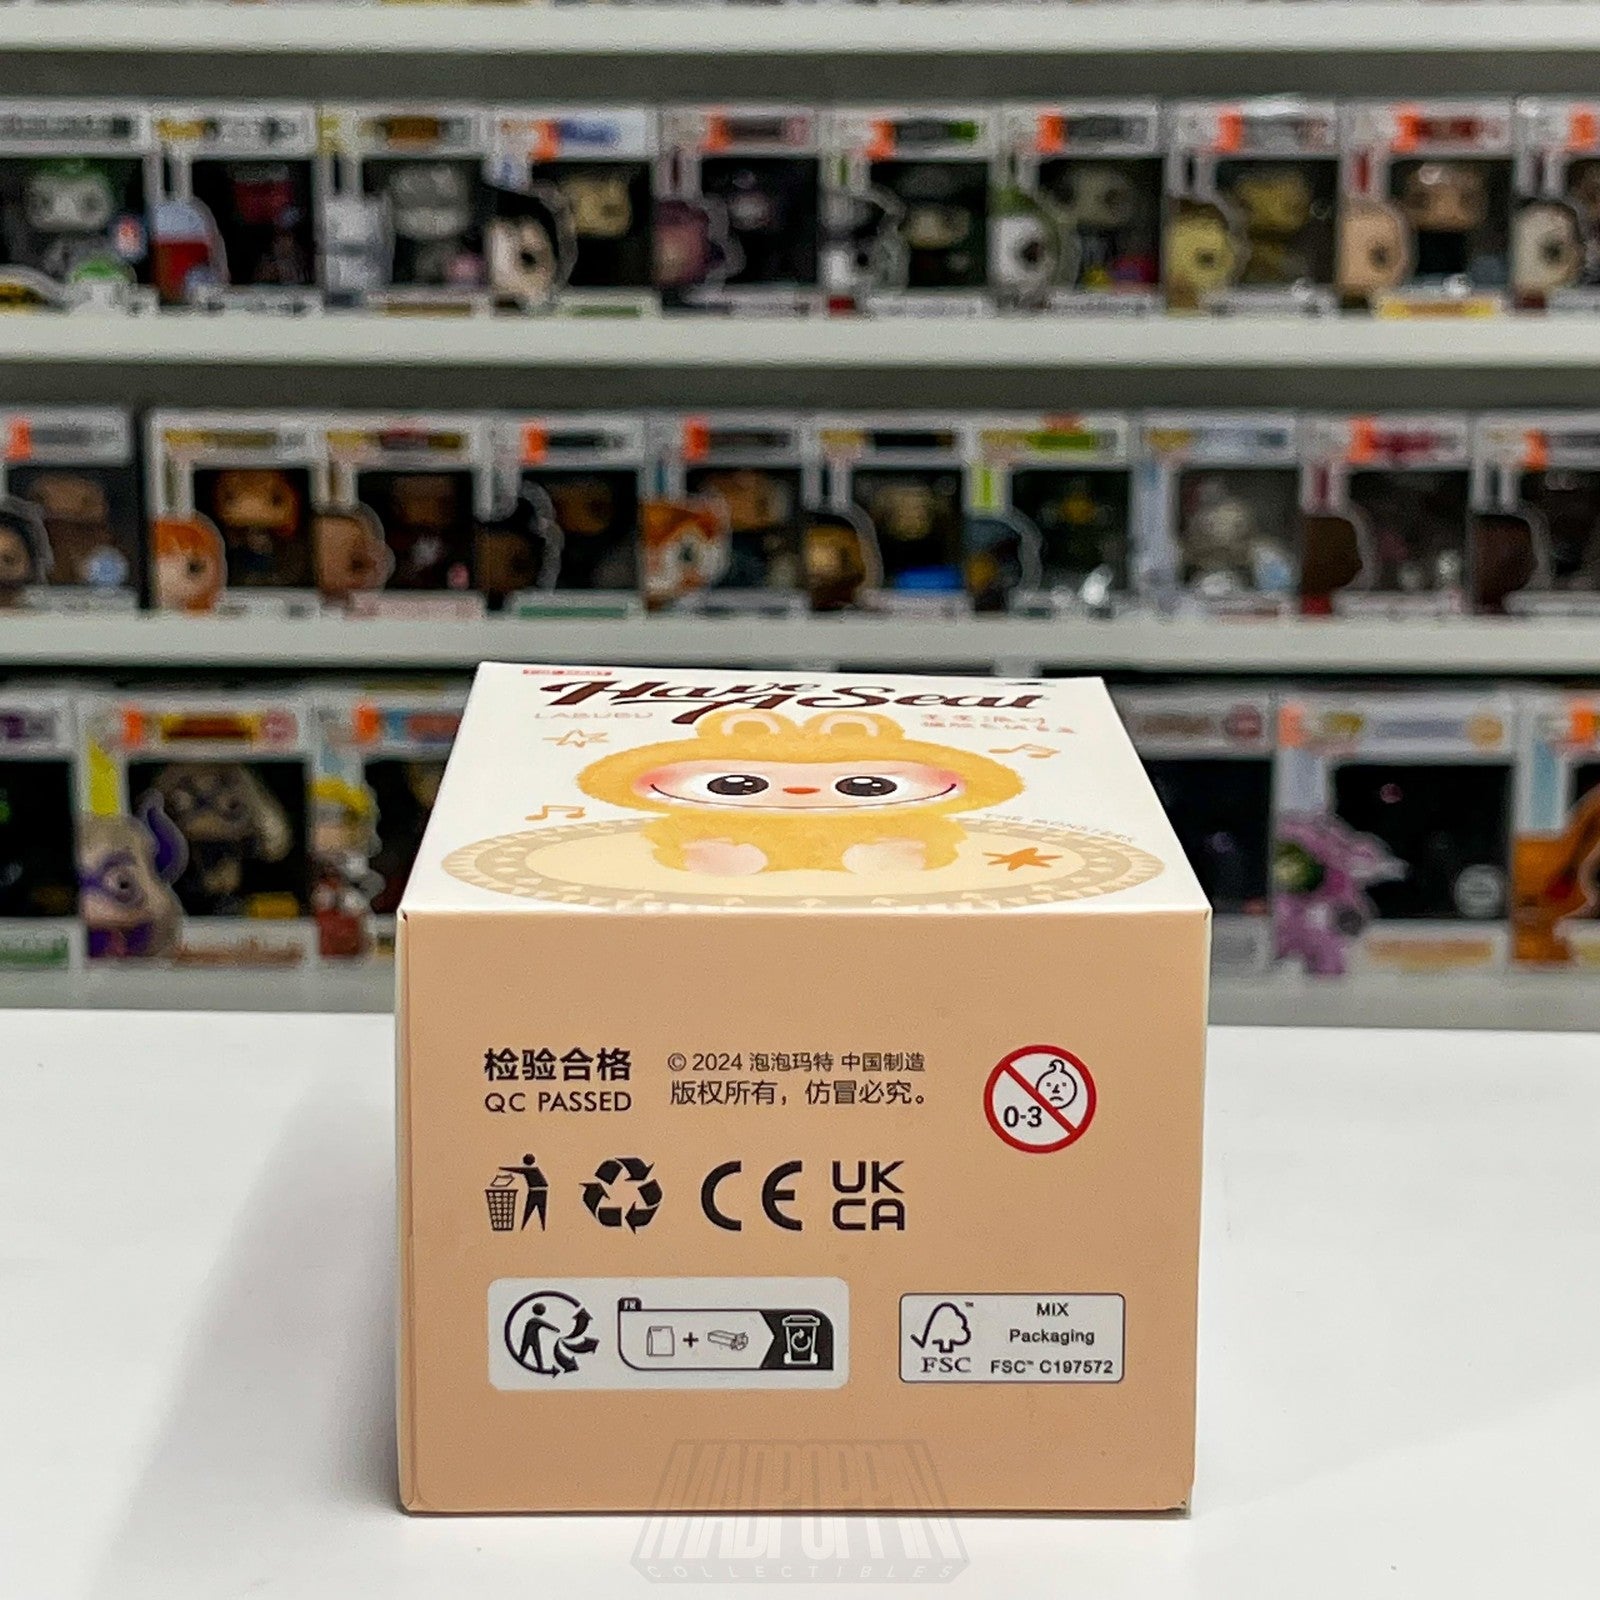 Have A Seat
LABUBU
THE MONSTERS
检验合格
QC PASSED
© 2024 泡泡玛特 中国制造
版权所有，仿冒必究。
0-3
CE
UK
CA
FR
+
MIX
Packaging
FSC
FSC™ C197572
MADPOPPIN
COLLECTIBLES